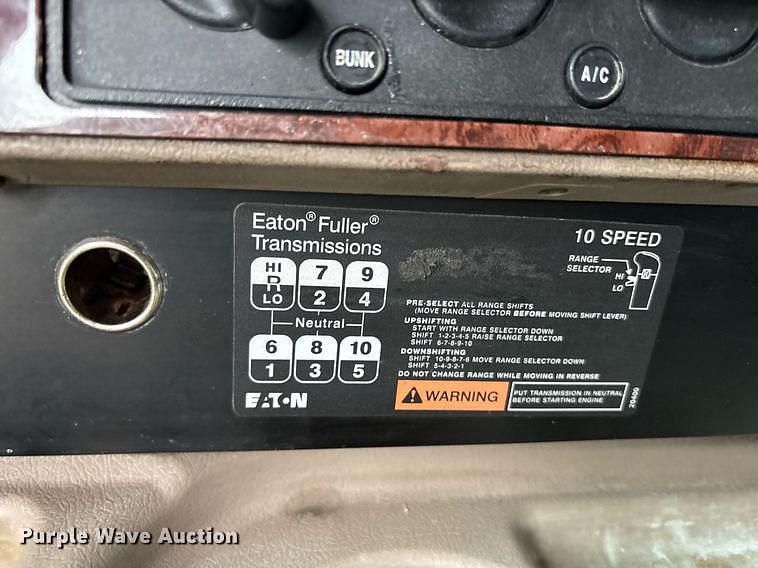 BUNK
A/C
Eaton® Fuller®
Transmissions
10 SPEED
RANGE
SELECTOR
HI
LO
HI
R
LO
7
2
9
4
Neutral
6
1
8
3
10
5
PRE-SELECT ALL RANGE SHIFTS
(MOVE RANGE SELECTOR BEFORE MOVING SHIFT LEVER)
UPSHIFTING
START WITH RANGE SELECTOR DOWN
SHIFT 1-2-3-4-5 RAISE RANGE SELECTOR
SHIFT 6-7-8-9-10
DOWNSHIFTING
SHIFT 10-9-8-7-6 MOVE RANGE SELECTOR DOWN
SHIFT 5-4-3-2-1
DO NOT CHANGE RANGE WHILE MOVING IN REVERSE
WARNING
PUT TRANSMISSION IN NEUTRAL
BEFORE STARTING ENGINE
20400
EATON
Purple Wave Auction